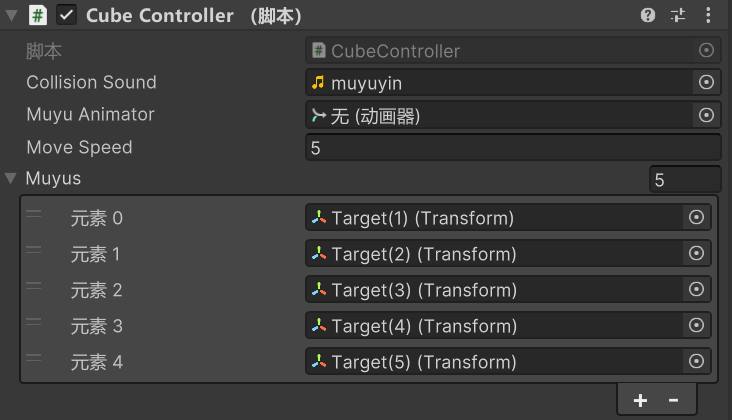 Cube Controller （脚本）
脚本 CubeController
Collision Sound muyuyin
Muyu Animator 无 (动画器)
Move Speed 5
Muyus 5
元素 0 Target(1) (Transform)
元素 1 Target(2) (Transform)
元素 2 Target(3) (Transform)
元素 3 Target(4) (Transform)
元素 4 Target(5) (Transform)
+ -